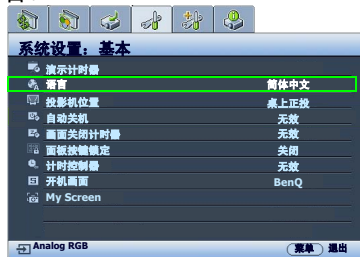 系统设置：基本
演示计时器
语言 简体中文
投影机位置 桌上正投
自动关机 无效
画面关闭计时器 无效
面板按键锁定 关闭
计时控制器 无效
开机画面 BenQ
My Screen
Analog RGB 菜单 退出